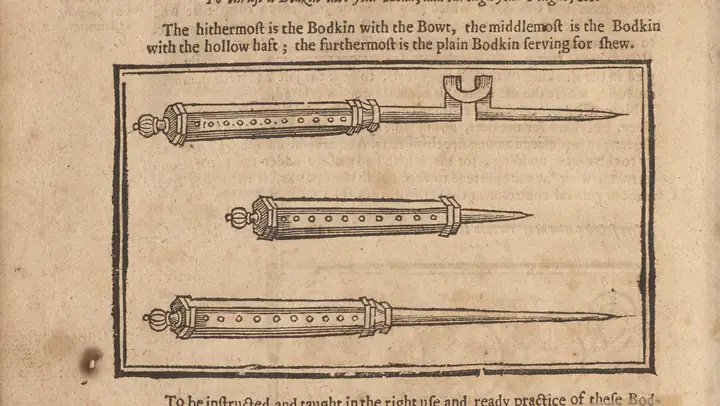 The hithermoſt is the Bodkin with the Bowt, the middlemoſt is the Bodkin
with the hollow haft ; the furthermoſt is the plain Bodkin ſerving for ſhew.
To be inſtructed and taught in the right uſe and ready practice of theſe Bod-